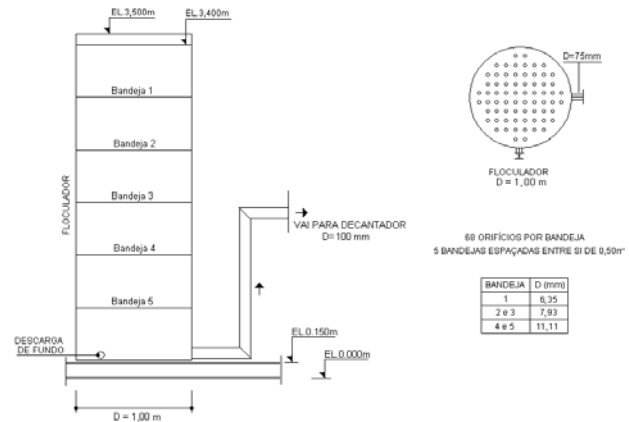 EL.3,500m
EL.3,400m
Bandeja 1
Bandeja 2
Bandeja 3
Bandeja 4
Bandeja 5
FLOCULADOR
DESCARGA
DE FUNDO
D = 1,00 m
VAI PARA DECANTADOR
D= 100 mm
EL.0.150m
EL.0.000m
D=75mm
FLOCULADOR
D = 1,00 m
68 ORIFÍCIOS POR BANDEJA
5 BANDEJAS ESPAÇADAS ENTRE SI DE 0,50m
BANDEJA D (mm)
1 6,35
2 e 3 7,93
4 e 5 11,11